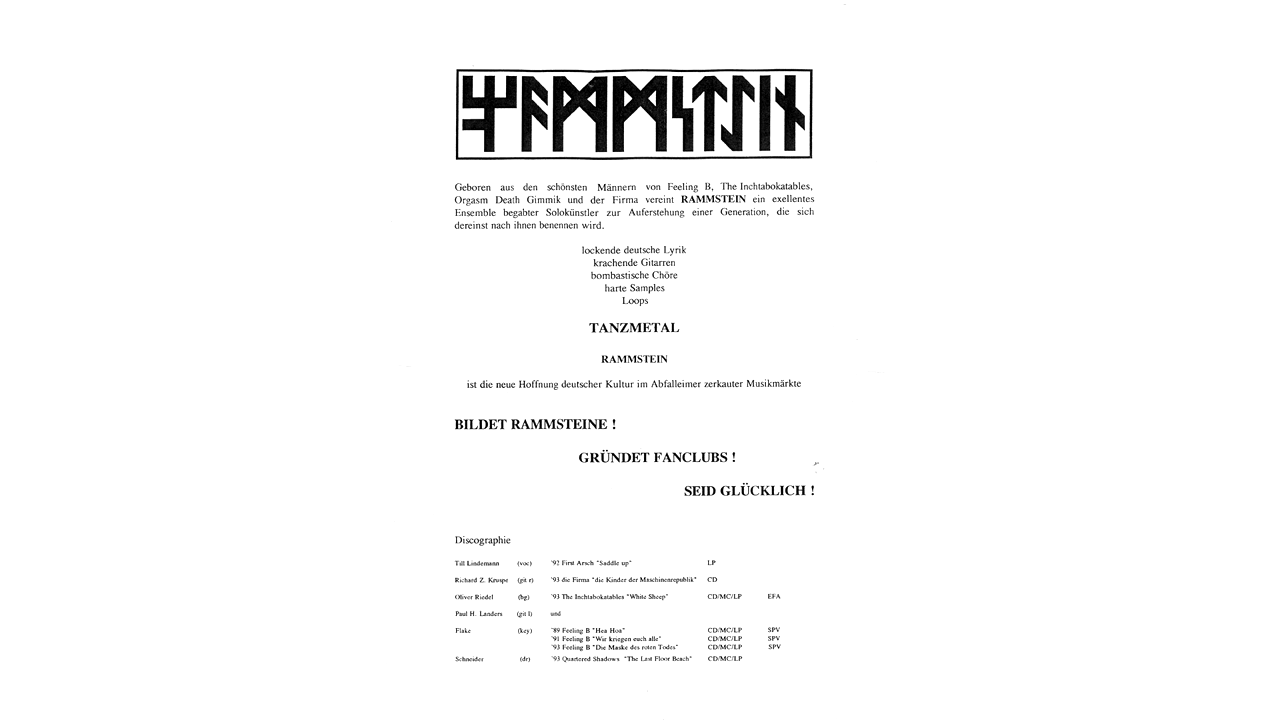 RAMMSTEIN
Geboren aus den schönsten Männern von Feeling B, The Inchtabokatables,
Orgasm Death Gimmik und der Firma vereint RAMMSTEIN ein exellentes
Ensemble begabter Solokünstler zur Auferstehung einer Generation, die sich
dereinst nach ihnen benennen wird.
lockende deutsche Lyrik
krachende Gitarren
bombastische Chöre
harte Samples
Loops
TANZMETAL
RAMMSTEIN
ist die neue Hoffnung deutscher Kultur im Abfalleimer zerkauter Musikmärkte
BILDET RAMMSTEINE !
GRÜNDET FANCLUBS !
SEID GLÜCKLICH !
Discographie
Till Lindemann (voc) '92 First Arsch "Saddle up" LP
Richard Z. Kruspe (git r) '93 die Firma "die Kinder der Maschinenrepublik" CD
Oliver Riedel (bg) '93 The Inchtabokatables "White Sheep" CD/MC/LP EFA
Paul H. Landers (git l) und
Flake (key) '89 Feeling B "Hea Hoa" CD/MC/LP SPV
'91 Feeling B "Wir kriegen euch alle" CD/MC/LP SPV
'93 Feeling B "Die Maske des roten Todes" CD/MC/LP SPV
Schneider (dr) '93 Quartered Shadows "The Last Floor Beach" CD/MC/LP